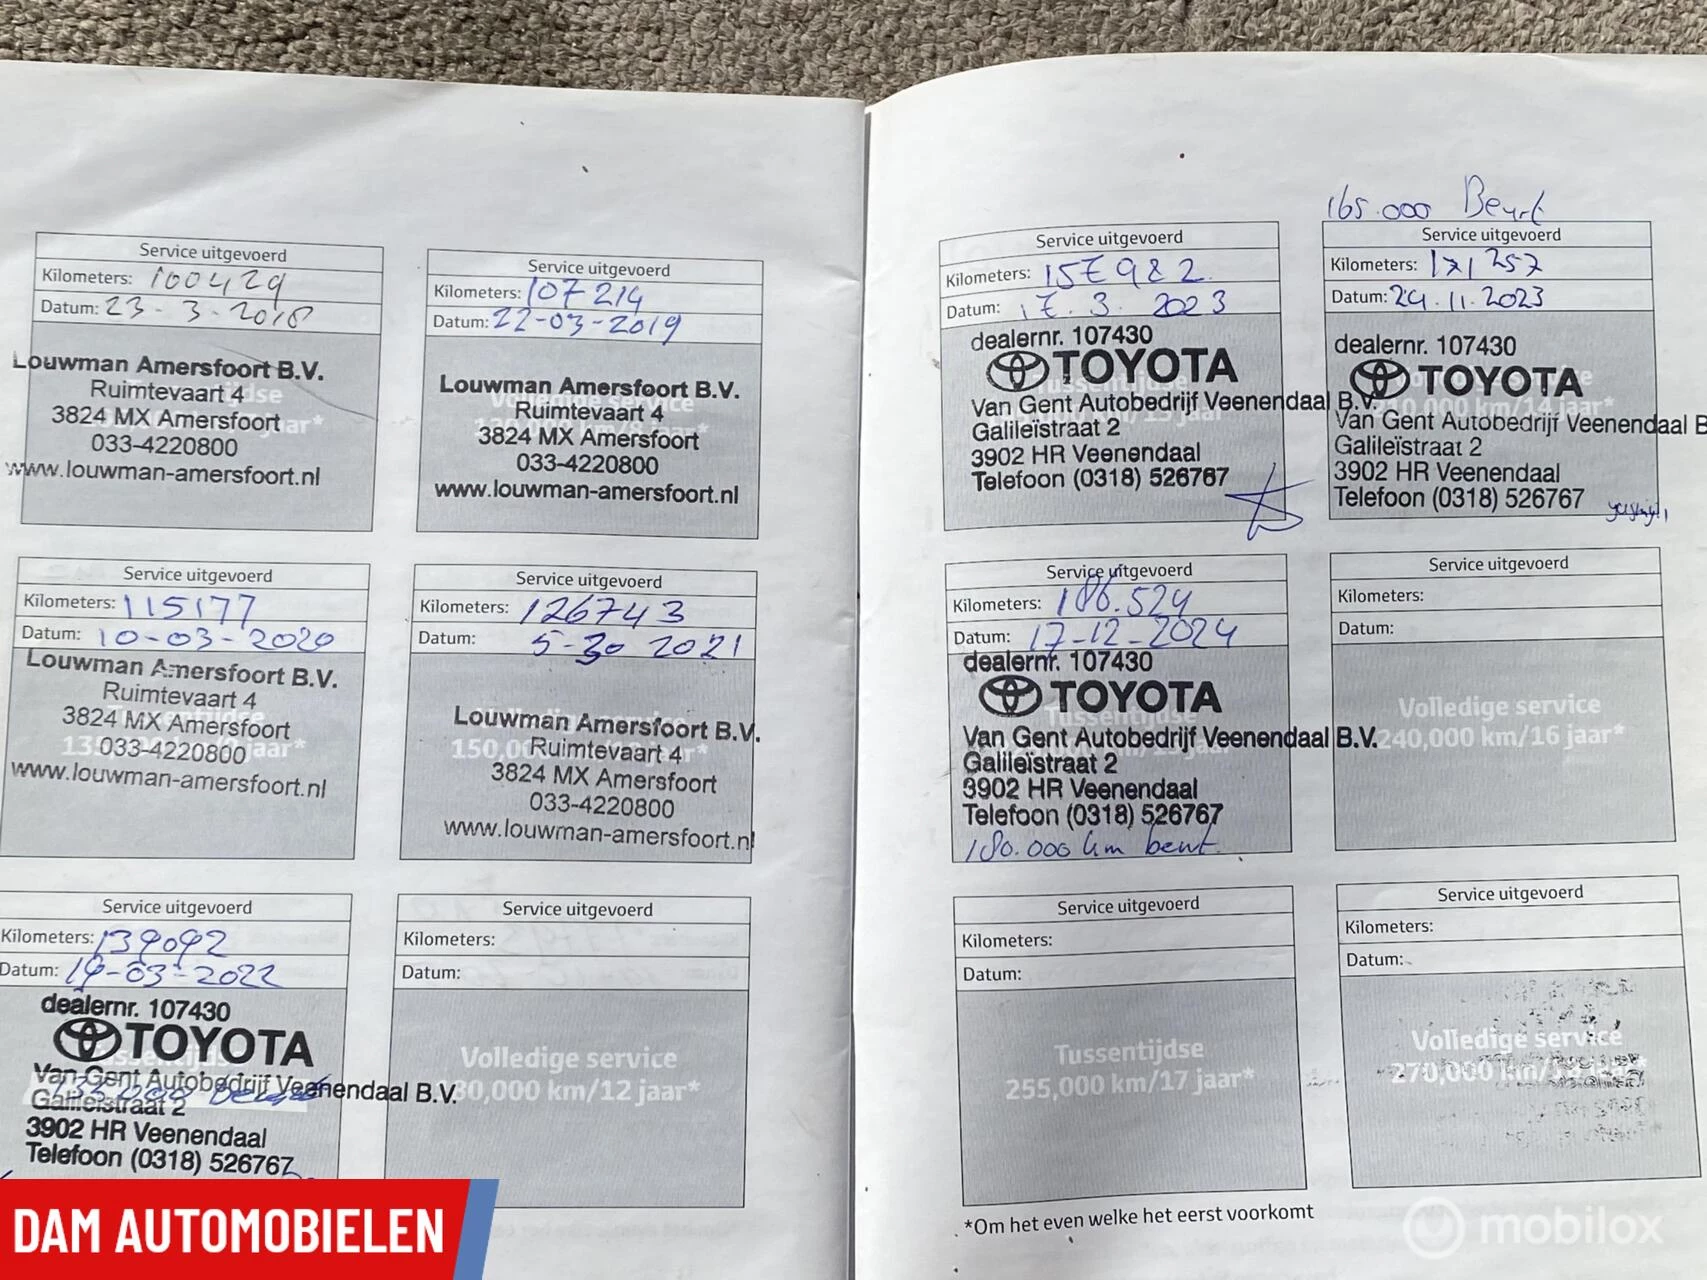 Service uitgevoerd
Kilometers: 100429
Datum: 23-3-2018
Louwman Amersfoort B.V.
Ruimtevaart 4
3824 MX Amersfoort
033-4220800
www.louwman-amersfoort.nl
Service uitgevoerd
Kilometers: 107214
Datum: 22-03-2019
Louwman Amersfoort B.V.
Ruimtevaart 4
3824 MX Amersfoort
033-4220800
www.louwman-amersfoort.nl
Service uitgevoerd
Kilometers: 115177
Datum: 10-03-2020
Louwman Amersfoort B.V.
Ruimtevaart 4
3824 MX Amersfoort
033-4220800
www.louwman-amersfoort.nl
Service uitgevoerd
Kilometers: 126743
Datum: 5-30 2021
Louwman Amersfoort B.V.
Ruimtevaart 4
3824 MX Amersfoort
033-4220800
www.louwman-amersfoort.nl
Service uitgevoerd
Kilometers: 139092
Datum: 19-03-2022
dealernr. 107430
TOYOTA
Van Gent Autobedrijf Veenendaal B.V.
Galileïstraat 2
3902 HR Veenendaal
Telefoon (0318) 526767
Service uitgevoerd
Kilometers:
Datum:
Volledige service
80,000 km/12 jaar*
Service uitgevoerd
Kilometers: 157982
Datum: 17.3.2023
dealernr. 107430
TOYOTA
Van Gent Autobedrijf Veenendaal B.V.
Galileïstraat 2
3902 HR Veenendaal
Telefoon (0318) 526767
165.000 Beurt
Service uitgevoerd
Kilometers: 171257
Datum: 24.11.2023
dealernr. 107430
TOYOTA
Van Gent Autobedrijf Veenendaal B
Galileïstraat 2
3902 HR Veenendaal
Telefoon (0318) 526767
Service uitgevoerd
Kilometers: 186.524
Datum: 17-12-2024
dealernr. 107430
TOYOTA
Van Gent Autobedrijf Veenendaal B.V.
Galileïstraat 2
3902 HR Veenendaal
Telefoon (0318) 526767
180.000 km beurt
Service uitgevoerd
Kilometers:
Datum:
Volledige service
240,000 km/16 jaar*
Service uitgevoerd
Kilometers:
Datum:
Tussentijdse
255,000 km/17 jaar*
Service uitgevoerd
Kilometers:
Datum:
Volledige service
270,000 km/18 jaar*
*Om het even welke het eerst voorkomt
DAM AUTOMOBIELEN
mobilox